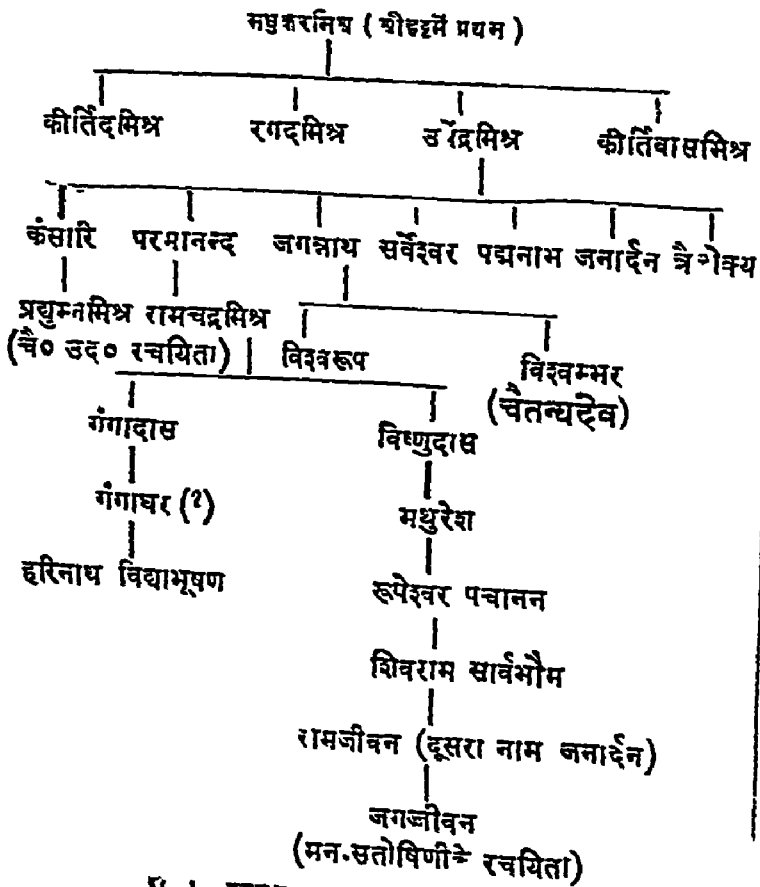 मधुकरमिश्र (श्रीहट्टमें प्रथम)
कीर्तिदमिश्र रगदमिश्र उपेंद्रमिश्र कीर्तिवासमिश्र
कंसारि परमानन्द जगन्नाथ सर्वेश्वर पद्मनाभ जनार्दन त्रैलोक्य
प्रद्युम्नमिश्र रामचद्रमिश्र
(चै० उद० रचयिता) विश्वरूप विश्वम्भर
(चैतन्यदेव)
गंगादास विष्णुदास
गंगाधर (?) मथुरेश
हरिनाथ विद्याभूषण रूपेश्वर पचानन
शिवराम सार्वभौम
रामजीवन (दूसरा नाम जनार्दन)
जगज्जीवन
(मन.सतोषिणीके रचयिता)